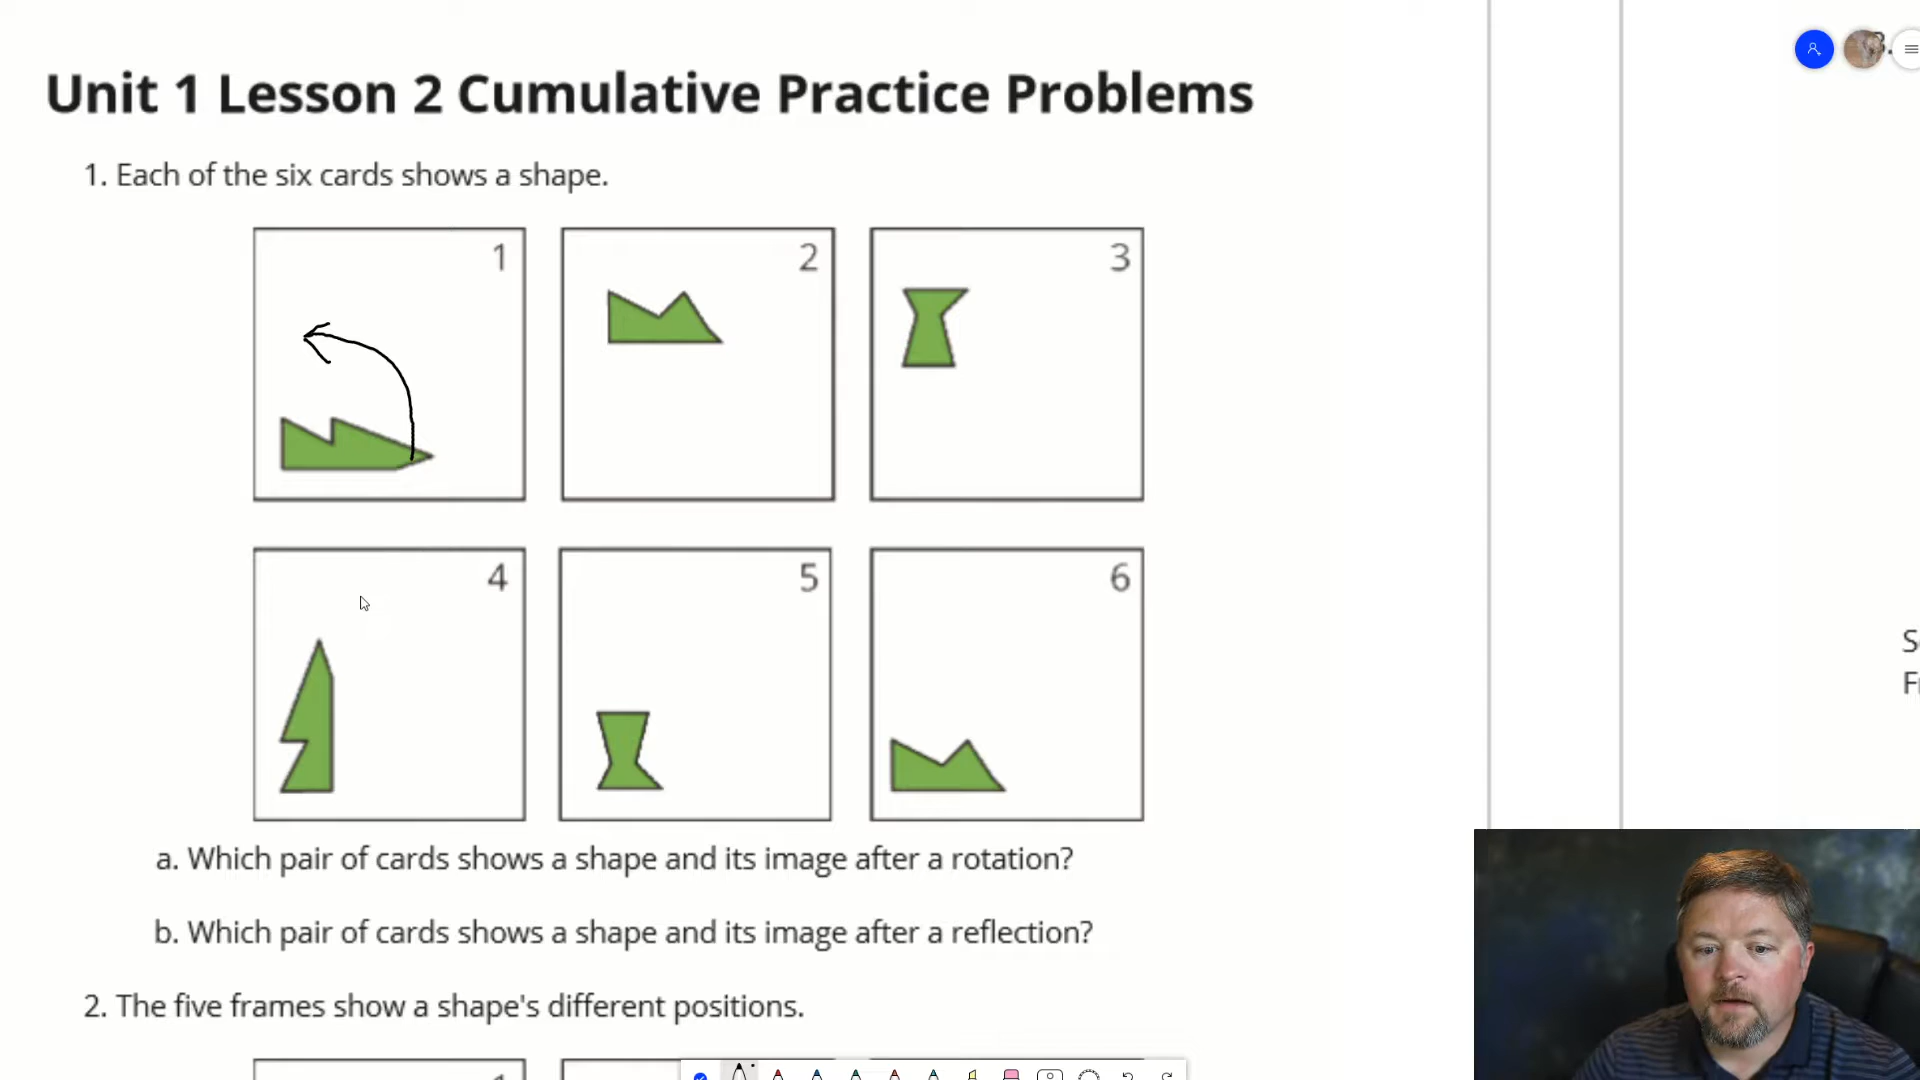 Unit 1 Lesson 2 Cumulative Practice Problems
1. Each of the six cards shows a shape.
1
2
3
4
5
6
a. Which pair of cards shows a shape and its image after a rotation?
b. Which pair of cards shows a shape and its image after a reflection?
2. The five frames show a shape's different positions.